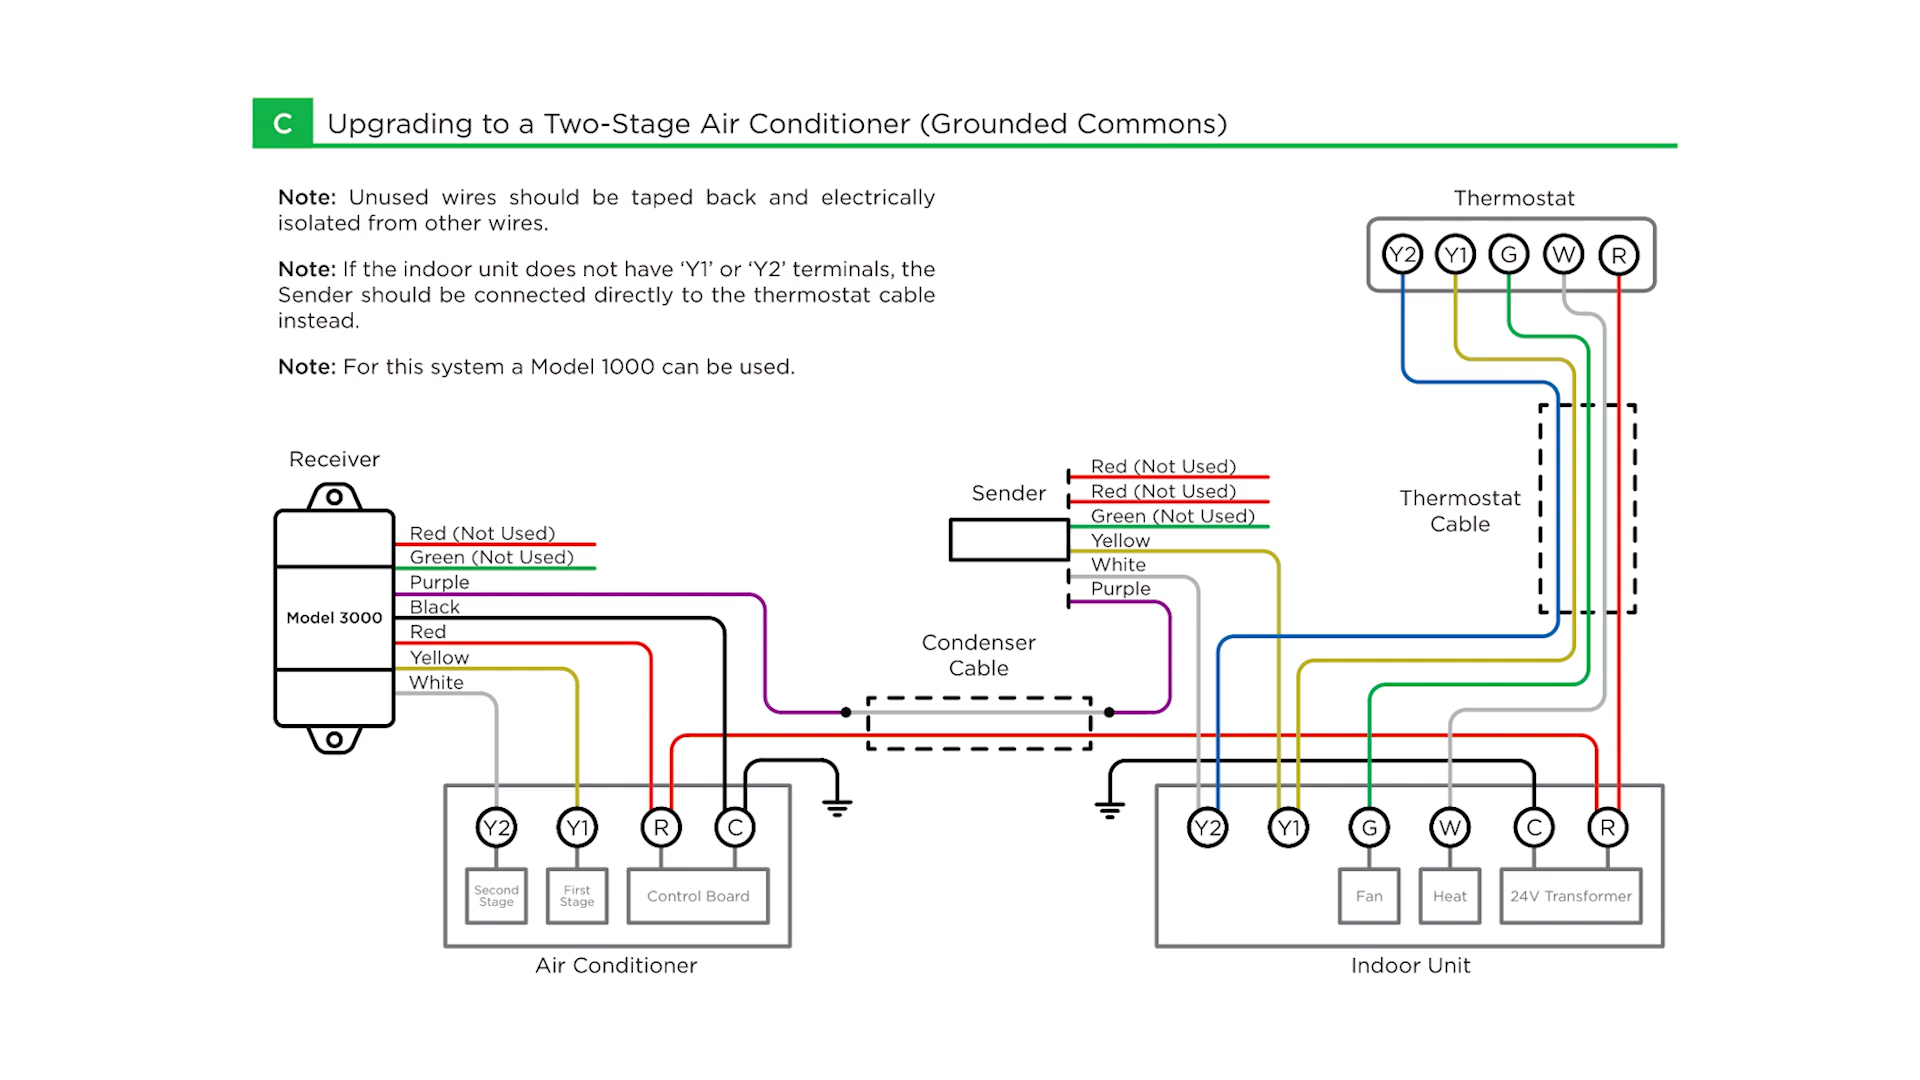 C Upgrading to a Two-Stage Air Conditioner (Grounded Commons)
Note: Unused wires should be taped back and electrically
isolated from other wires.
Note: If the indoor unit does not have ‘Y1’ or ‘Y2’ terminals, the
Sender should be connected directly to the thermostat cable
instead.
Note: For this system a Model 1000 can be used.
Thermostat
Y2 Y1 G W R
Thermostat
Cable
Receiver
Model 3000
Red (Not Used)
Green (Not Used)
Purple
Black
Red
Yellow
White
Sender
Red (Not Used)
Red (Not Used)
Green (Not Used)
Yellow
White
Purple
Condenser
Cable
Y2 Y1 R C
Second
Stage
First
Stage
Control Board
Air Conditioner
Y2 Y1 G W C R
Fan
Heat
24V Transformer
Indoor Unit